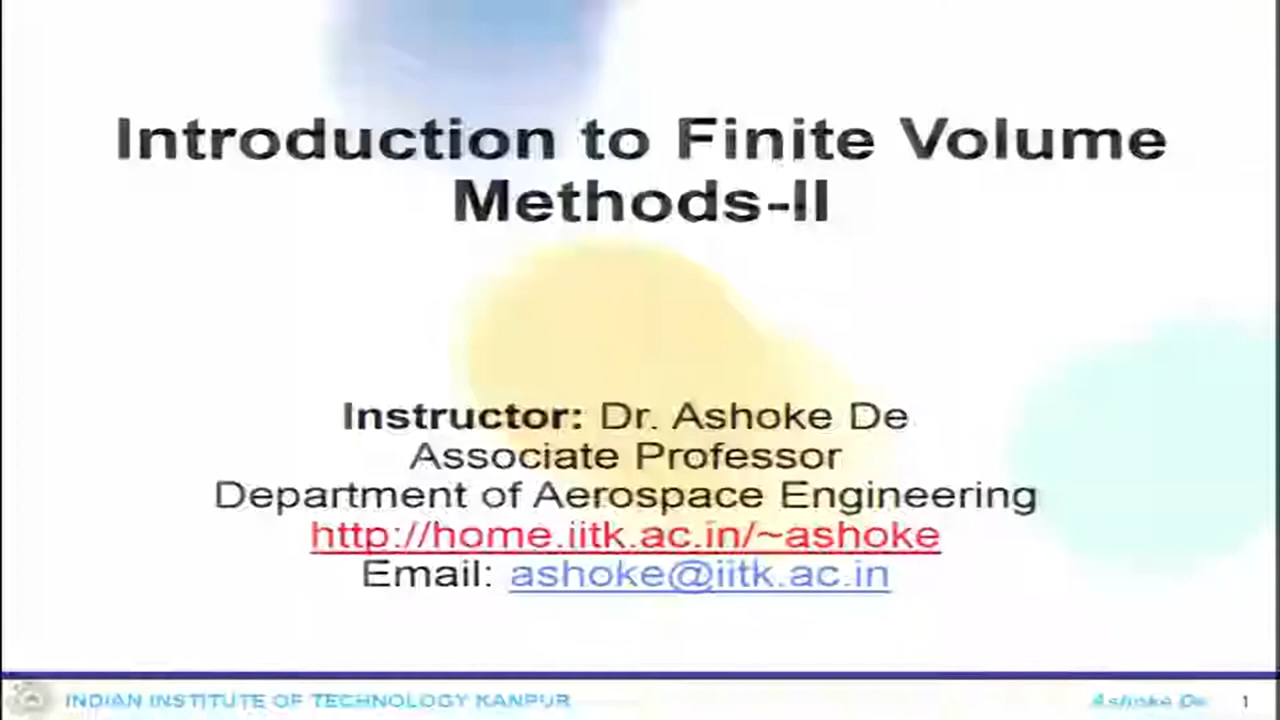 Introduction to Finite Volume
Methods-II
Instructor: Dr. Ashoke De
Associate Professor
Department of Aerospace Engineering
http://home.iitk.ac.in/~ashoke
Email: ashoke@iitk.ac.in
INDIAN INSTITUTE OF TECHNOLOGY KANPUR
Ashoke De 1